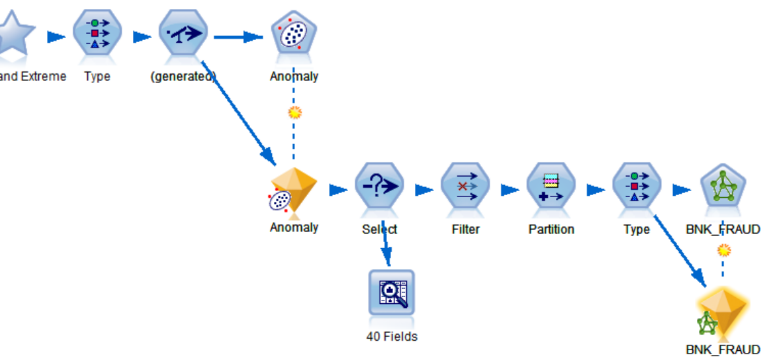 and Extreme
Type
(generated)
Anomaly
Anomaly
Select
Filter
Partition
Type
BNK_FRAUD
40 Fields
BNK_FRAUD